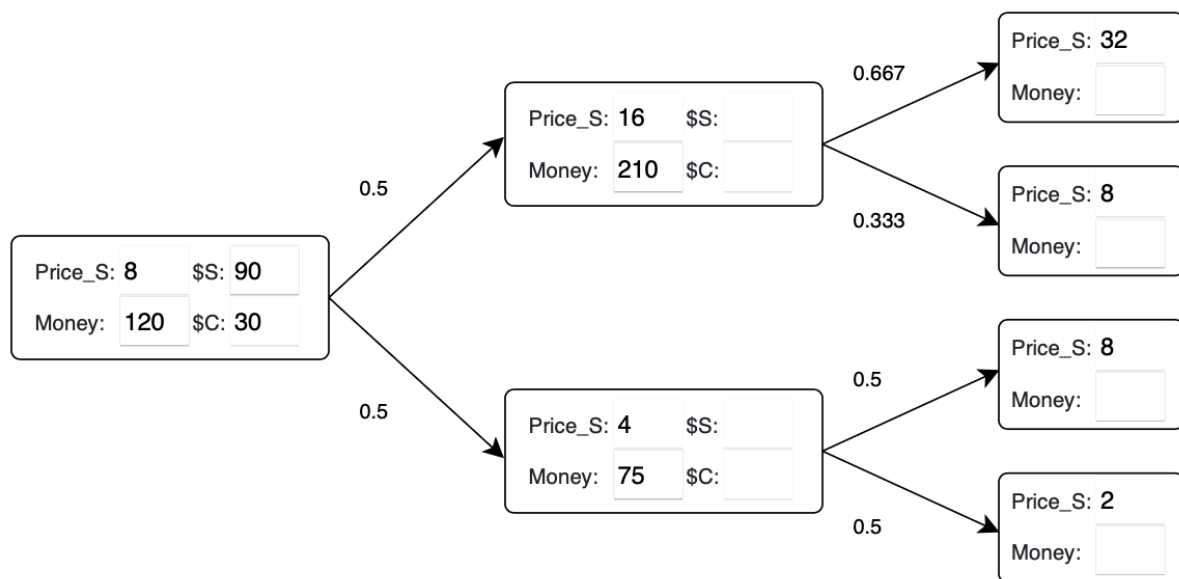 Price_S: 32
0.667
Money:
Price_S: 16 $S:
0.5
Money: 210 $C:
Price_S: 8
0.333
Money:
Price_S: 8 $S: 90
Money: 120 $C: 30
Price_S: 8
0.5
Money:
0.5
Price_S: 4 $S:
Money: 75 $C:
Price_S: 2
0.5
Money: